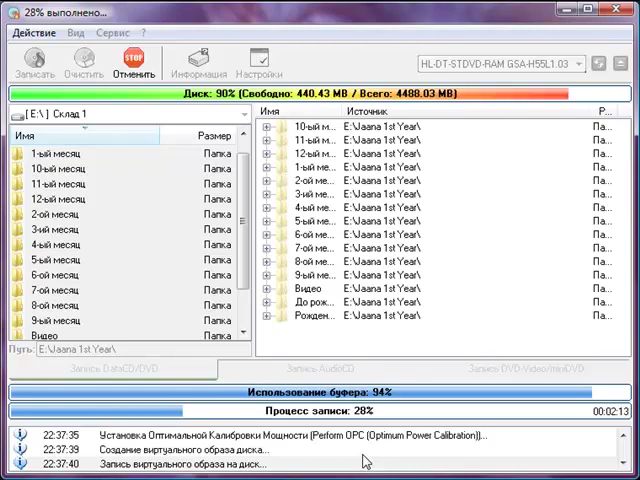 28% выполнено...
Действие Вид Сервис ?
Записать Очистить STOP Отменить Информация Настройки HL-DT-STDVD-RAM GSA-H55L1.03
Диск: 90% (Свободно: 440.43 MB / Всего: 4488.03 MB)
[E:\] Склад 1
Имя Размер
1-ый месяц Папка
10-ый месяц Папка
11-ый месяц Папка
12-ый месяц Папка
2-ой месяц Папка
3-ий месяц Папка
4-ый месяц Папка
5-ый месяц Папка
6-ой месяц Папка
7-ой месяц Папка
8-ой месяц Папка
9-ый месяц Папка
Видео Папка
Путь: E:\Jaana 1st Year\
Имя Источник Р...
10-ый м... E:\Jaana 1st Year\ Па...
11-ый м... E:\Jaana 1st Year\ Па...
12-ый м... E:\Jaana 1st Year\ Па...
1-ый ме... E:\Jaana 1st Year\ Па...
2-ой ме... E:\Jaana 1st Year\ Па...
3-ий ме... E:\Jaana 1st Year\ Па...
4-ый ме... E:\Jaana 1st Year\ Па...
5-ый ме... E:\Jaana 1st Year\ Па...
6-ой ме... E:\Jaana 1st Year\ Па...
7-ой ме... E:\Jaana 1st Year\ Па...
8-ой ме... E:\Jaana 1st Year\ Па...
9-ый ме... E:\Jaana 1st Year\ Па...
Видео E:\Jaana 1st Year\ Па...
До рож... E:\Jaana 1st Year\ Па...
Рожден... E:\Jaana 1st Year\ Па...
Запись DataCD/DVD Запись AudioCD Запись DVD-Video/miniDVD
Использование буфера: 94%
Процесс записи: 28% 00:02:13
22:37:35 Установка Оптимальной Калибровки Мощности (Perform OPC (Optimum Power Calibration))...
22:37:39 Создание виртуального образа диска...
22:37:40 Запись виртуального образа на диск...